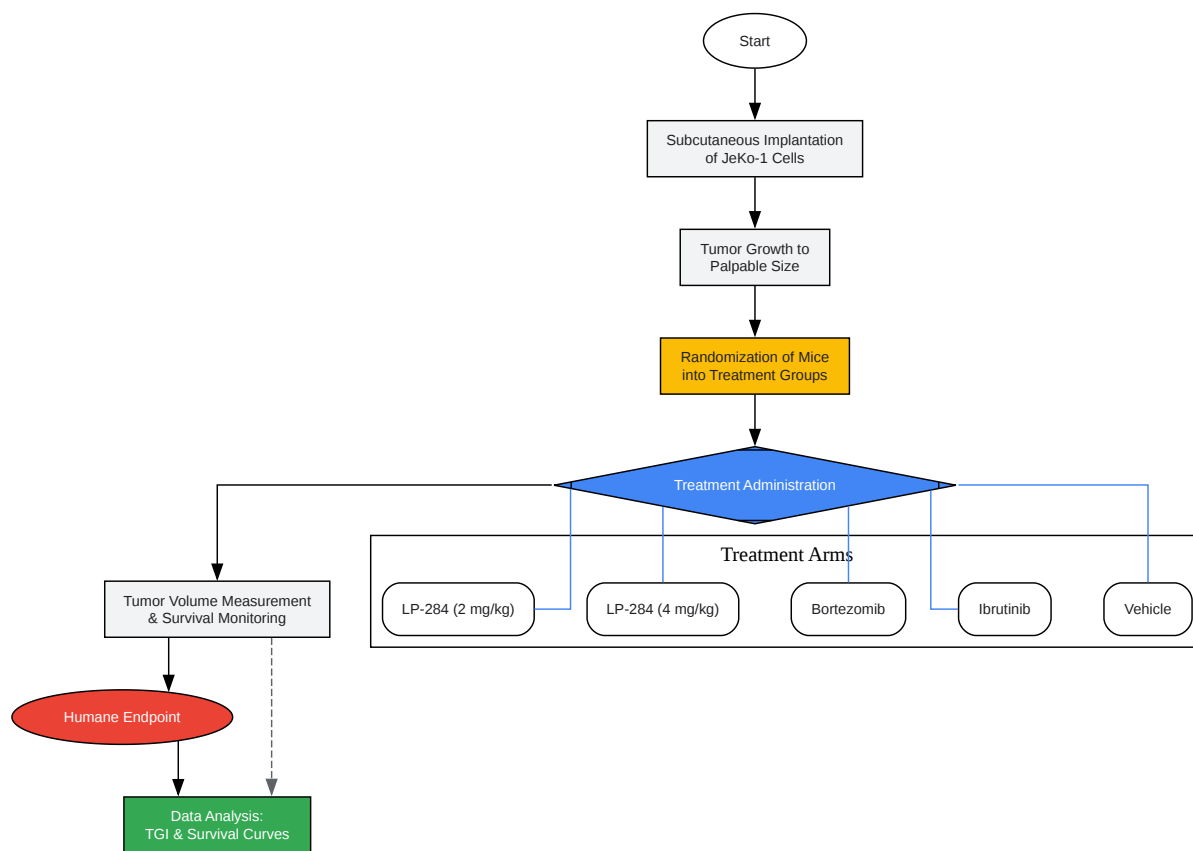 Start
Subcutaneous Implantation
of JeKo-1 Cells
Tumor Growth to
Palpable Size
Randomization of Mice
into Treatment Groups
Treatment Administration
Treatment Arms
LP-284 (2 mg/kg)
LP-284 (4 mg/kg)
Bortezomib
Ibrutinib
Vehicle
Tumor Volume Measurement
& Survival Monitoring
Humane Endpoint
Data Analysis:
TGI & Survival Curves